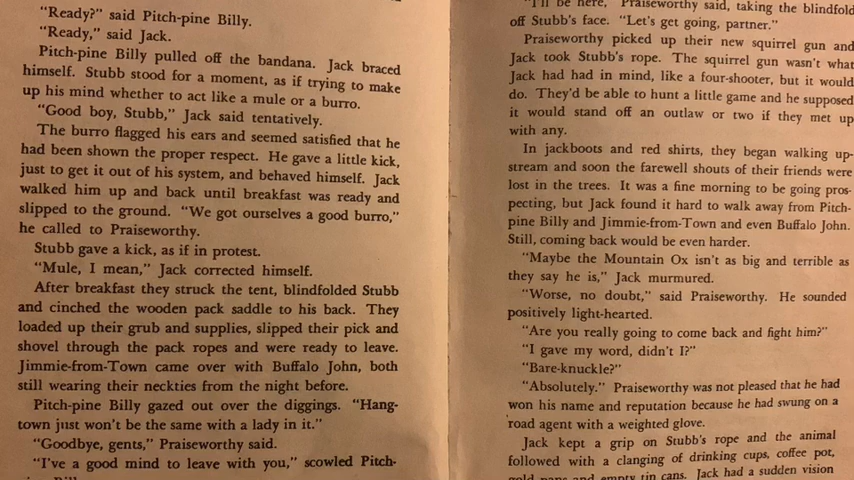 "Ready?" said Pitch-pine Billy.
"Ready," said Jack.
Pitch-pine Billy pulled off the bandana. Jack braced
himself. Stubb stood for a moment, as if trying to make
up his mind whether to act like a mule or a burro.
"Good boy, Stubb," Jack said tentatively.
The burro flagged his ears and seemed satisfied that he
had been shown the proper respect. He gave a little kick,
just to get it out of his system, and behaved himself. Jack
walked him up and back until breakfast was ready and
slipped to the ground. "We got ourselves a good burro,"
he called to Praiseworthy.
Stubb gave a kick, as if in protest.
"Mule, I mean," Jack corrected himself.
After breakfast they struck the tent, blindfolded Stubb
and cinched the wooden pack saddle to his back. They
loaded up their grub and supplies, slipped their pick and
shovel through the pack ropes and were ready to leave.
Jimmie-from-Town came over with Buffalo John, both
still wearing their neckties from the night before.
Pitch-pine Billy gazed out over the diggings. "Hang-
town just won't be the same with a lady in it."
"Goodbye, gents," Praiseworthy said.
"I've a good mind to leave with you," scowled Pitch-
Billy
"I'll be here," Praiseworthy said, taking the blindfold
off Stubb's face. "Let's get going, partner."
Praiseworthy picked up their new squirrel gun and
Jack took Stubb's rope. The squirrel gun wasn't what
Jack had had in mind, like a four-shooter, but it would
do. They'd be able to hunt a little game and he supposed
it would stand off an outlaw or two if they met up
with any.
In jackboots and red shirts, they began walking up-
stream and soon the farewell shouts of their friends were
lost in the trees. It was a fine morning to be going pros-
pecting, but Jack found it hard to walk away from Pitch-
pine Billy and Jimmie-from-Town and even Buffalo John.
Still, coming back would be even harder.
"Maybe the Mountain Ox isn't as big and terrible as
they say he is," Jack murmured.
"Worse, no doubt," said Praiseworthy. He sounded
positively light-hearted.
"Are you really going to come back and fight him?"
"I gave my word, didn't I?"
"Bare-knuckle?"
"Absolutely." Praiseworthy was not pleased that he had
won his name and reputation because he had swung on a
road agent with a weighted glove.
Jack kept a grip on Stubb's rope and the animal
followed with a clanging of drinking cups, coffee pot,
gold pans and empty tin cans. Jack had a sudden vision